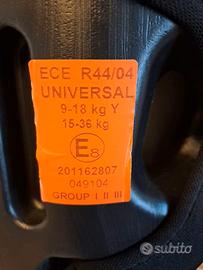 ECE R44/04
UNIVERSAL
9-18 kg Y
15-36 kg
E8
201162807
049104
GROUP I II III
subito